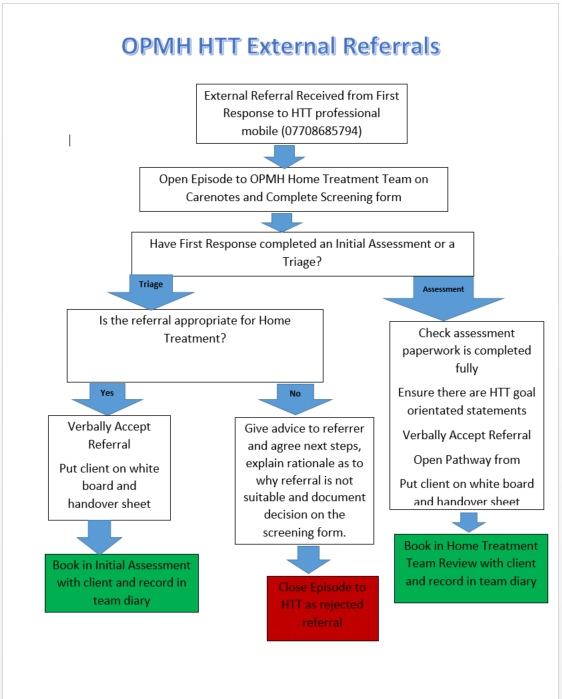 OPMH HTT External Referrals
External Referral Received from First
Response to HTT professional
mobile (07708685794)
Open Episode to OPMH Home Treatment Team on
Carenotes and Complete Screening form
Have First Response completed an Initial Assessment or a
Triage?
Triage
Assessment
Is the referral appropriate for Home
Treatment?
Yes
No
Verbally Accept
Referral
Put client on white
board and
handover sheet
Book in Initial Assessment
with client and record in
team diary
Give advice to referrer
and agree next steps,
explain rationale as to
why referral is not
suitable and document
decision on the
screening form.
Close Episode to
HTT as rejected
referral
Check assessment
paperwork is completed
fully
Ensure there are HTT goal
orientated statements
Verbally Accept Referral
Open Pathway from
Put client on white board
and handover sheet
Book in Home Treatment
Team Review with client
and record in team diary